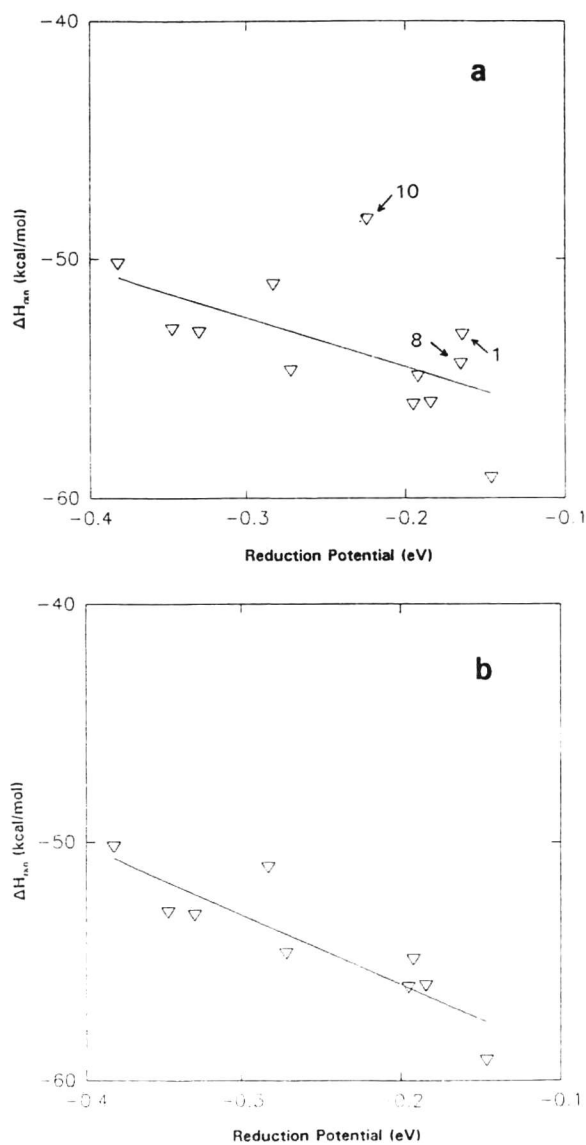 a
-40
-50
-60
ΔHrxn (kcal/mol)
10
8
1
-0.4 -0.3 -0.2 -0.1
Reduction Potential (eV)
b
-40
-50
-60
ΔHrxn (kcal/mol)
-0.4 -0.3 -0.2 -0.1
Reduction Potential (eV)